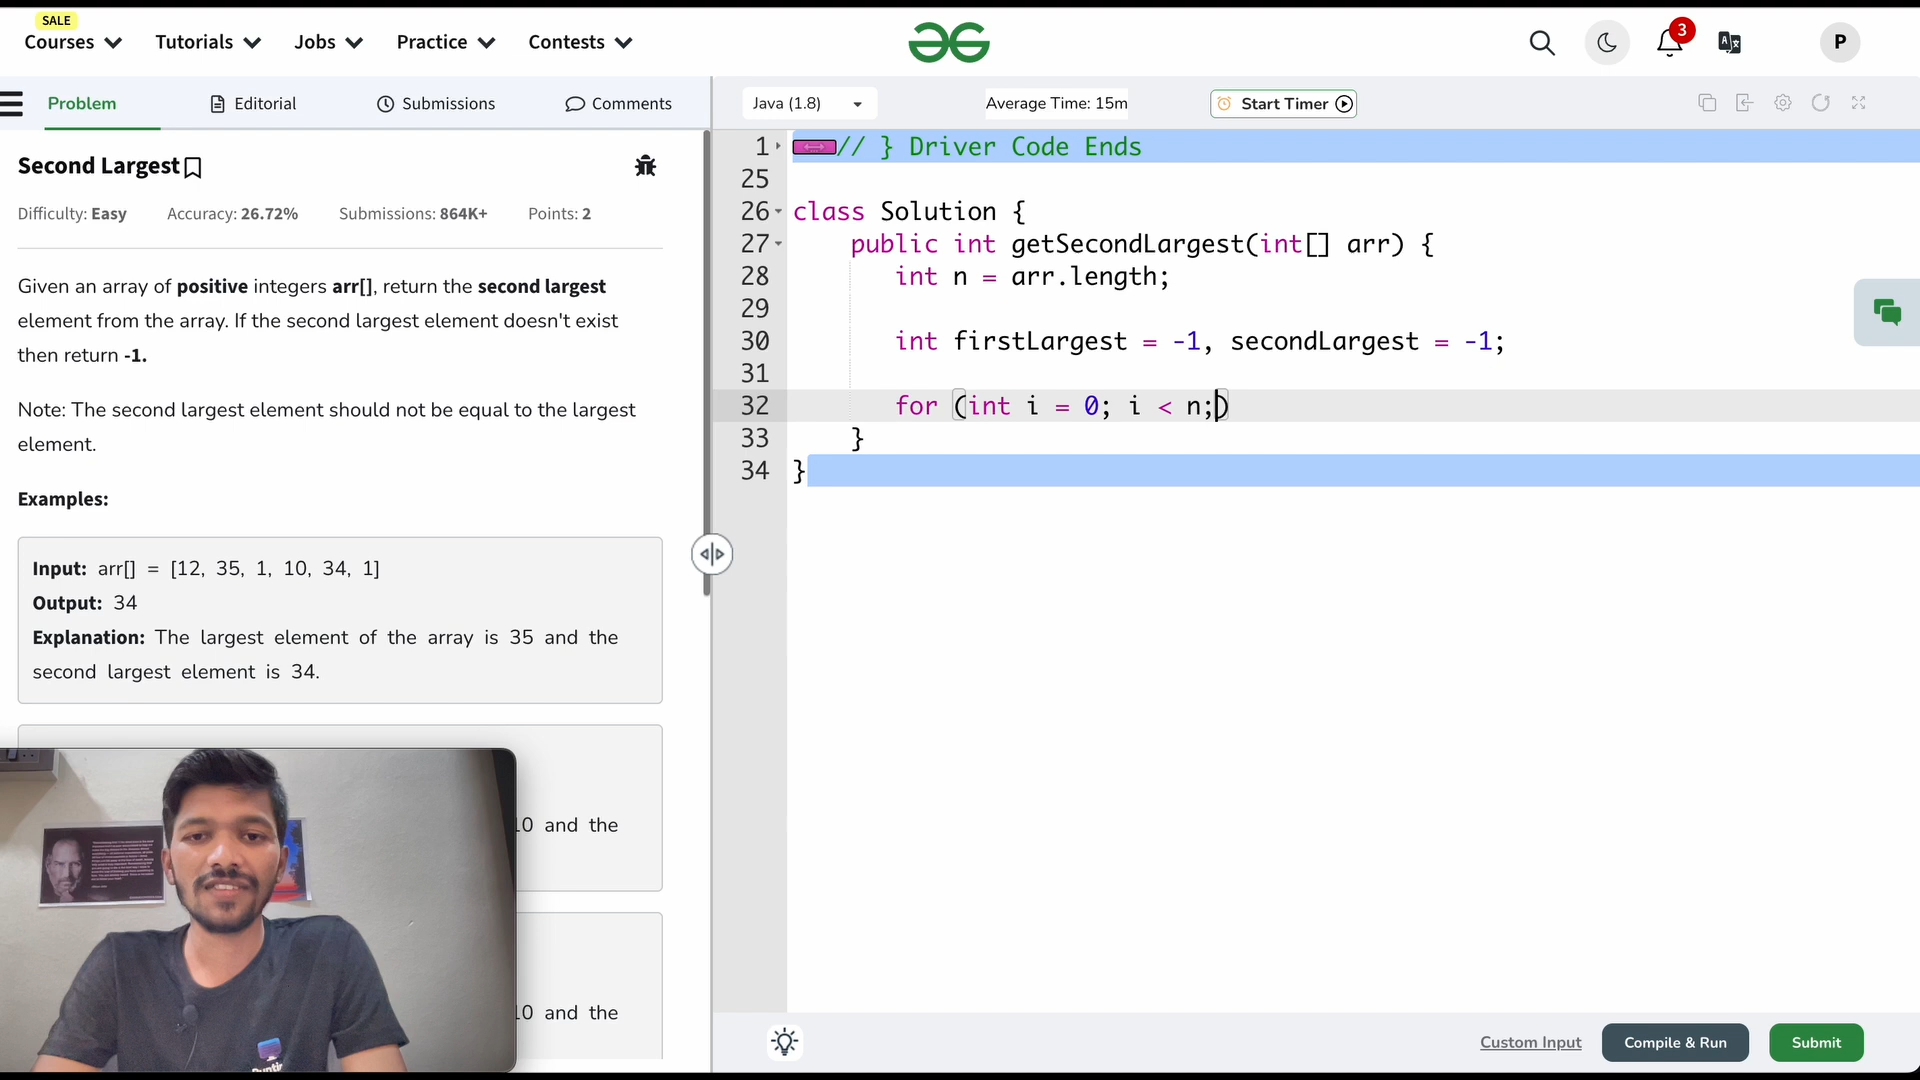 SALE
Courses Tutorials Jobs Practice Contests
3
P
Problem Editorial Submissions Comments
Java (1.8) Average Time: 15m Start Timer
Second Largest
Difficulty: Easy Accuracy: 26.72% Submissions: 864K+ Points: 2
Given an array of positive integers arr[], return the second largest
element from the array. If the second largest element doesn't exist
then return -1.
Note: The second largest element should not be equal to the largest
element.
Examples:
Input: arr[] = [12, 35, 1, 10, 34, 1]
Output: 34
Explanation: The largest element of the array is 35 and the
second largest element is 34.
10 and the
10 and the
1 // } Driver Code Ends
25
26 class Solution {
27 public int getSecondLargest(int[] arr) {
28 int n = arr.length;
29
30 int firstLargest = -1, secondLargest = -1;
31
32 for (int i = 0; i < n;)
33 }
34 }
Custom Input Compile & Run Submit